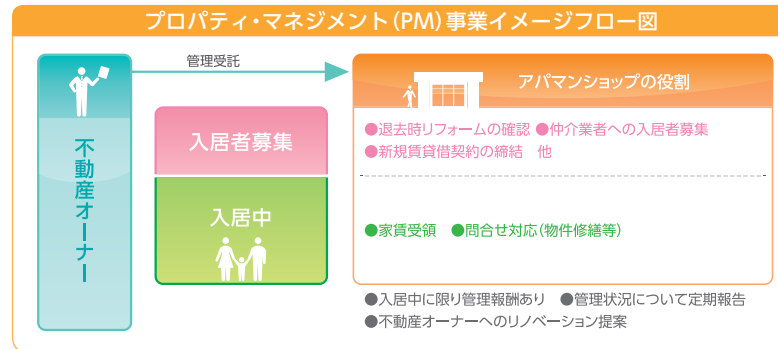 プロパティ・マネジメント(PM)事業イメージフロー図
管理受託
不動産オーナー
入居者募集
入居中
アパマンショップの役割
●退去時リフォームの確認 ●仲介業者への入居者募集
●新規賃貸借契約の締結 他
●家賃受領 ●問合せ対応(物件修繕等)
●入居中に限り管理報酬あり ●管理状況について定期報告
●不動産オーナーへのリノベーション提案